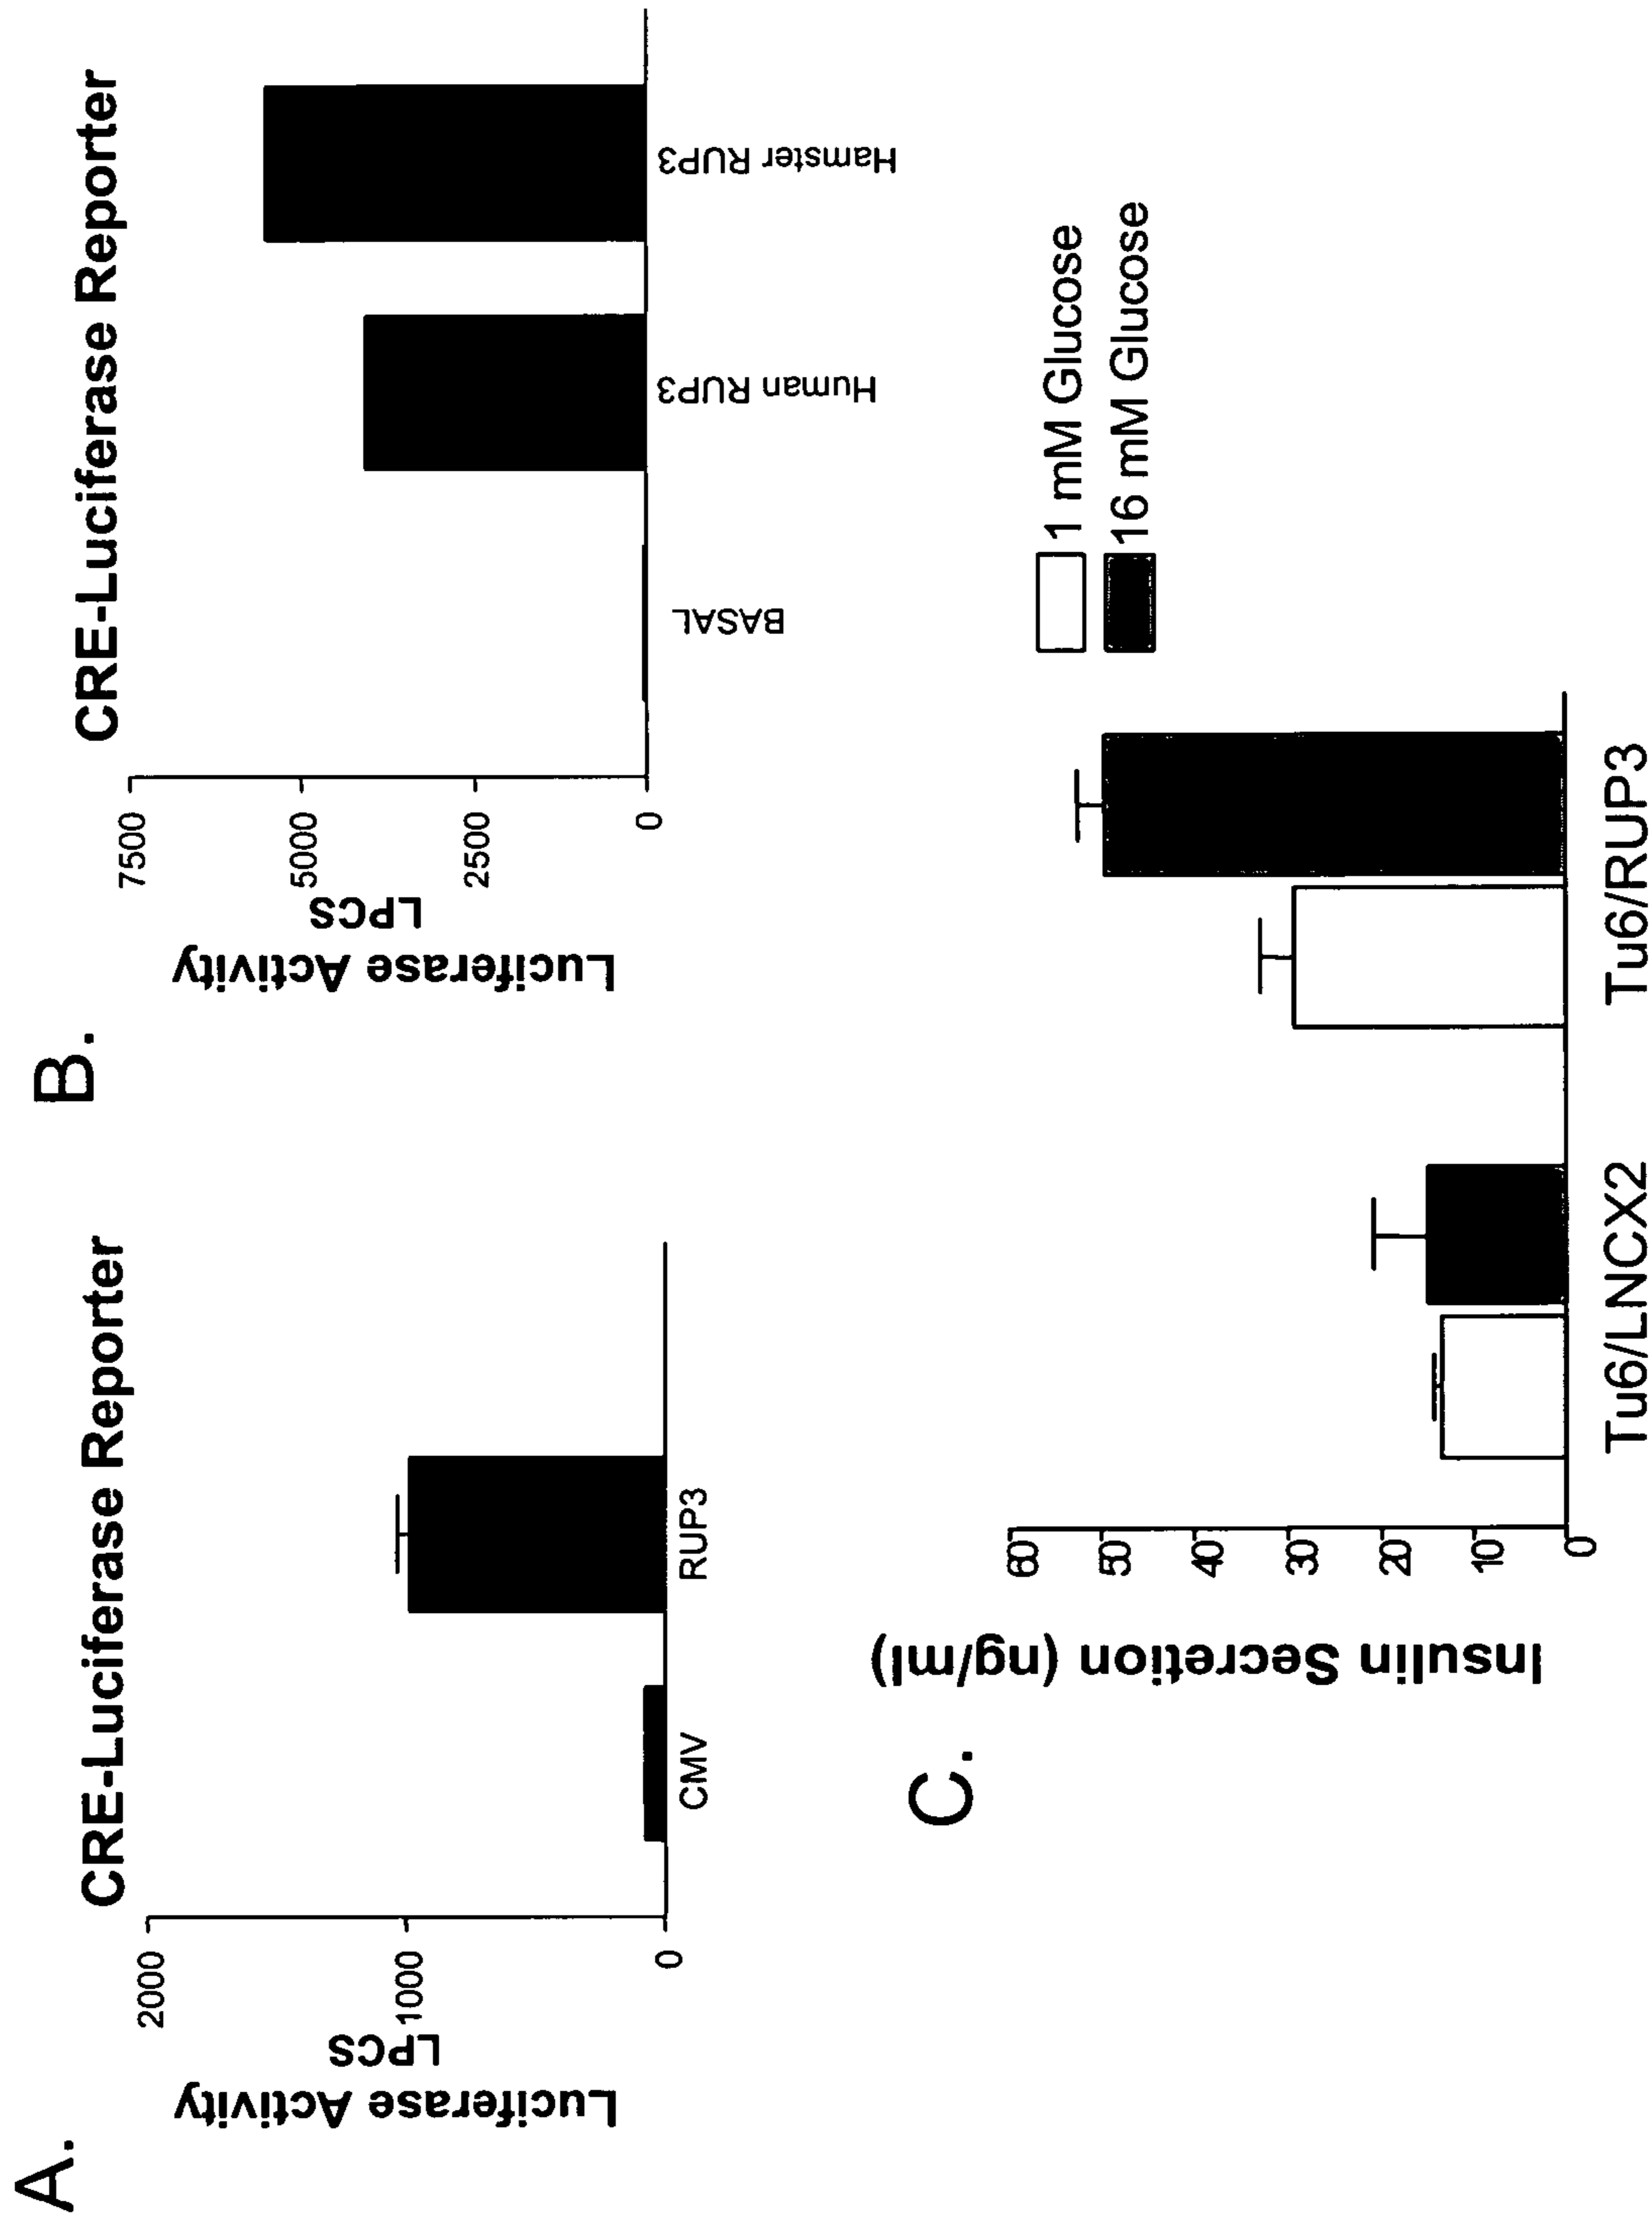 A.
CRE-Luciferase Reporter
Luciferase Activity
LPCS
2000
1000
0
CMV
RUP3
B.
CRE-Luciferase Reporter
Luciferase Activity
LPCS
7500
5000
2500
0
BASAL
Human RUP3
Hamster RUP3
C.
Insulin Secretion (ng/ml)
60
50
40
30
20
10
0
Tu6/LNCX2
Tu6/RUP3
1 mM Glucose
16 mM Glucose